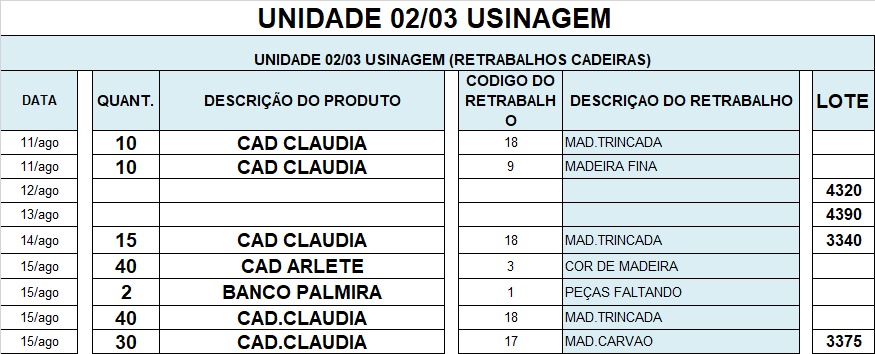 UNIDADE 02/03 USINAGEM
UNIDADE 02/03 USINAGEM (RETRABALHOS CADEIRAS)
DATA QUANT. DESCRIÇÃO DO PRODUTO CODIGO DO RETRABALH O DESCRIÇAO DO RETRABALHO LOTE
11/ago 10 CAD CLAUDIA 18 MAD.TRINCADA
11/ago 10 CAD CLAUDIA 9 MADEIRA FINA
12/ago 4320
13/ago 4390
14/ago 15 CAD CLAUDIA 18 MAD.TRINCADA 3340
15/ago 40 CAD ARLETE 3 COR DE MADEIRA
15/ago 2 BANCO PALMIRA 1 PEÇAS FALTANDO
15/ago 40 CAD.CLAUDIA 18 MAD.TRINCADA
15/ago 30 CAD.CLAUDIA 17 MAD.CARVAO 3375